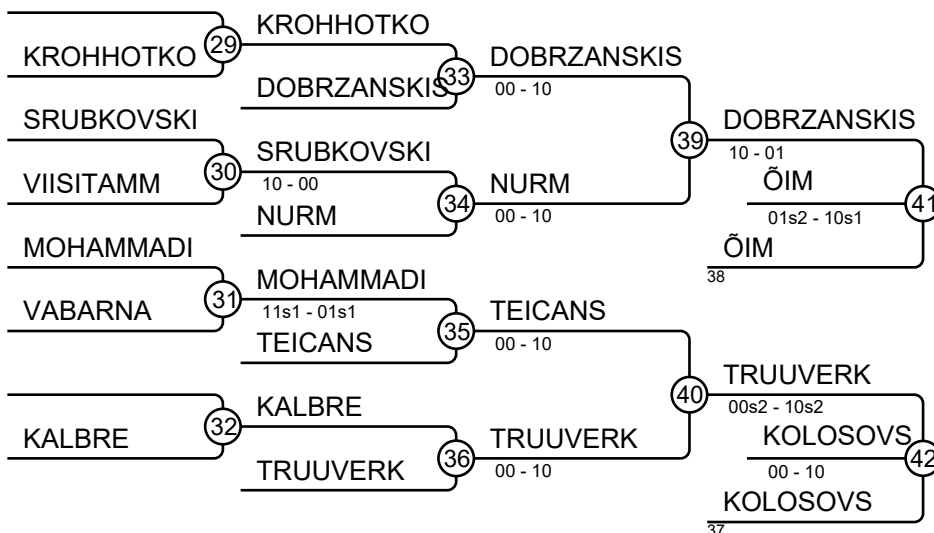 KROHHOTKO
KROHHOTKO
29
DOBRZANSKIS
33
DOBRZANSKIS
00 - 10
SRUBKOVSKI
VIISITAMM
30
SRUBKOVSKI
10 - 00
NURM
34
NURM
00 - 10
39
DOBRZANSKIS
10 - 01
ÕIM
01s2 - 10s1
41
ÕIM
38
MOHAMMADI
VABARNA
31
MOHAMMADI
11s1 - 01s1
TEICANS
35
TEICANS
00 - 10
KALBRE
32
KALBRE
TRUUVERK
36
TRUUVERK
00 - 10
40
TRUUVERK
00s2 - 10s2
KOLOSOVS
00 - 10
42
KOLOSOVS
37